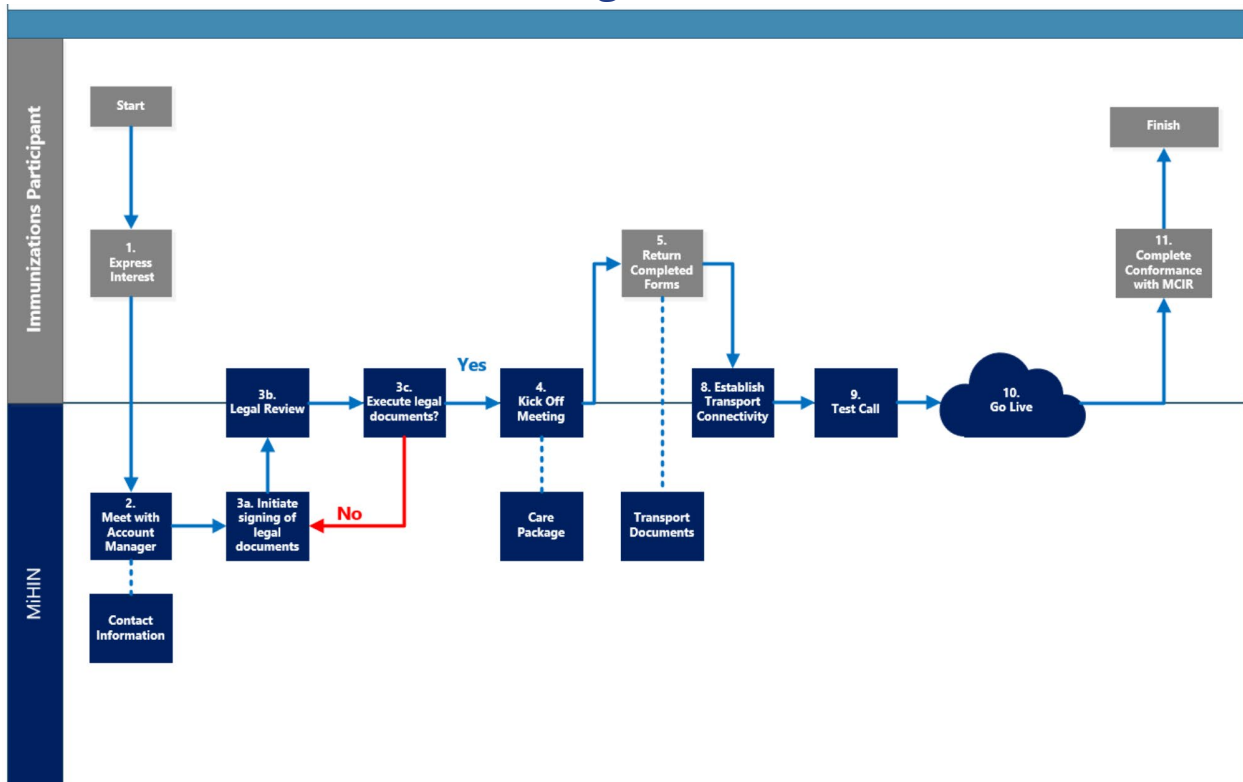 Immunizations Participant
MiHIN
Start
1.
Express
Interest
2.
Meet with
Account
Manager
Contact
Information
3a. Initiate
signing of
legal
documents
3b.
Legal Review
3c.
Execute legal
documents?
No
Yes
4.
Kick Off
Meeting
Care
Package
5.
Return
Completed
Forms
Transport
Documents
8. Establish
Transport
Connectivity
9.
Test Call
10.
Go Live
11.
Complete
Conformance
with MCIR
Finish